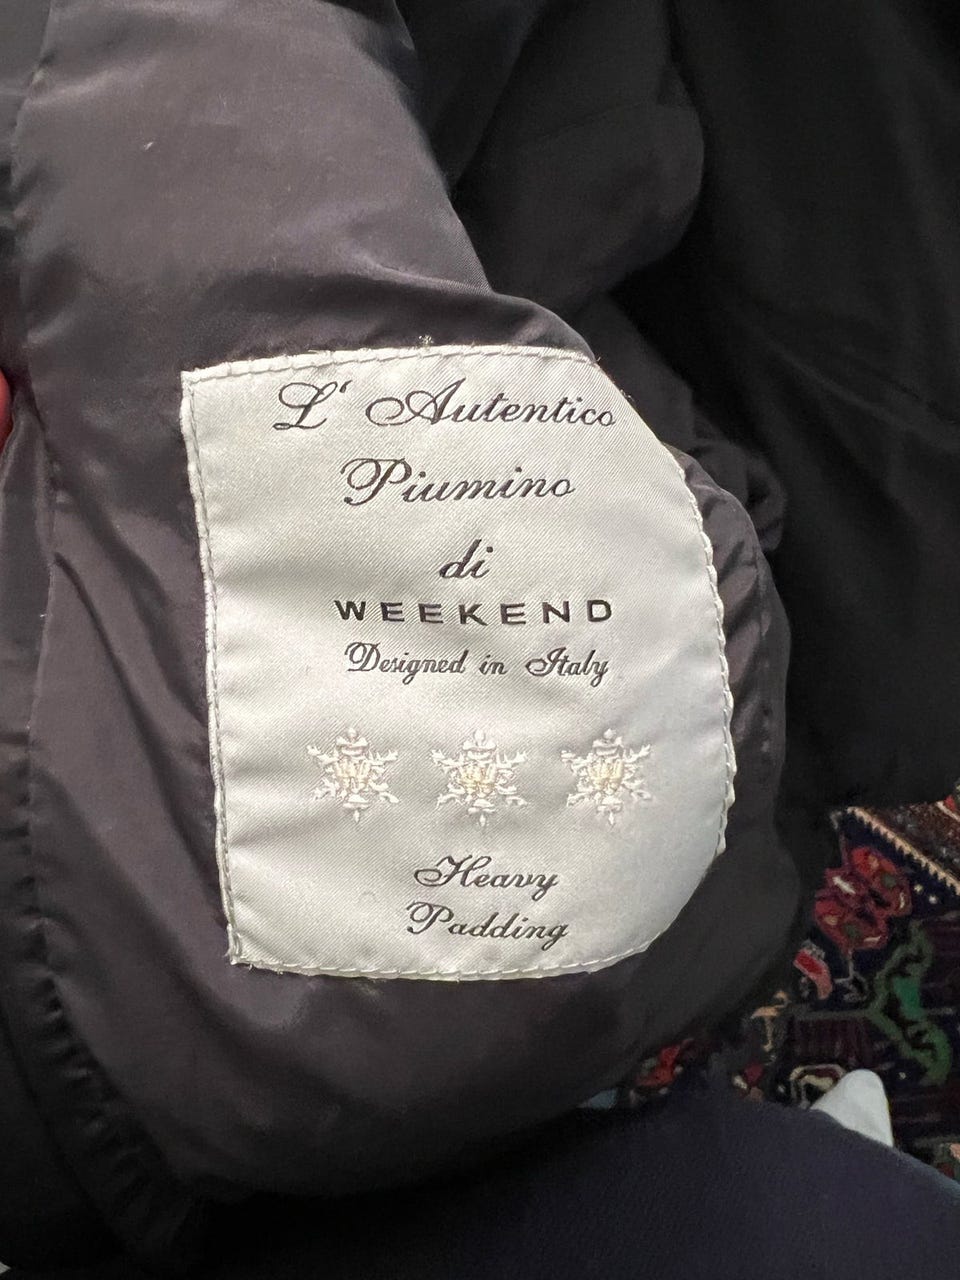 L' Autentico
Piumino
di
WEEKEND
Designed in Italy
Heavy
Padding